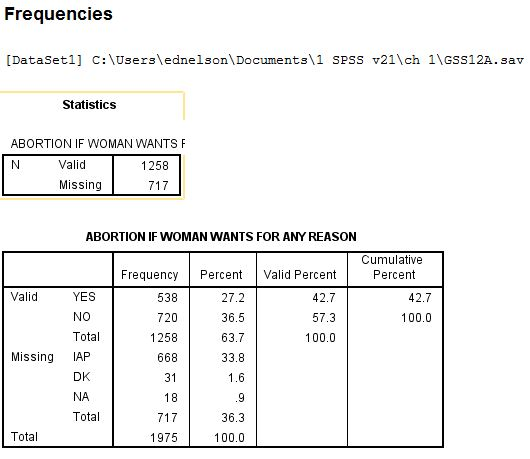 Frequencies
[DataSet1] C:\Users\ednelson\Documents\1 SPSS v21\ch 1\GSS12A.sav
Statistics
ABORTION IF WOMAN WANTS F
N Valid 1258
Missing 717
ABORTION IF WOMAN WANTS FOR ANY REASON
Frequency Percent Valid Percent Cumulative Percent
Valid YES 538 27.2 42.7 42.7
NO 720 36.5 57.3 100.0
Total 1258 63.7 100.0
Missing IAP 668 33.8
DK 31 1.6
NA 18 .9
Total 717 36.3
Total 1975 100.0